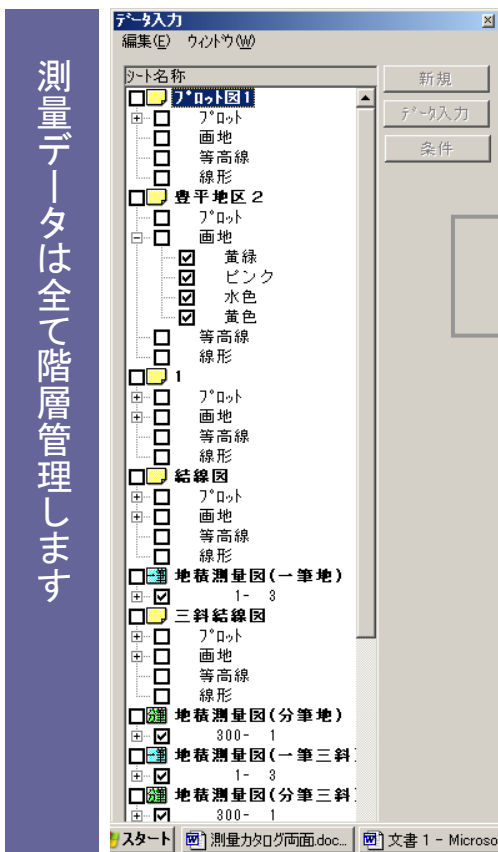 測量データは全て階層管理します
ﾃﾞｰﾀ入力
編集(E) ｳｨﾝﾄﾞｳ(W)
ｼｰﾄ名称
新規
ﾃﾞｰﾀ入力
条件
ﾌﾟﾛｯﾄ図1
ﾌﾟﾛｯﾄ
画地
等高線
線形
豊平地区2
ﾌﾟﾛｯﾄ
画地
黄緑
ピンク
水色
黄色
等高線
線形
1
ﾌﾟﾛｯﾄ
画地
等高線
線形
結線図
ﾌﾟﾛｯﾄ
画地
等高線
線形
地積測量図(一筆地)
1- 3
三斜結線図
ﾌﾟﾛｯﾄ
画地
等高線
線形
地積測量図(分筆地)
300- 1
地積測量図(一筆三斜
1- 3
地積測量図(分筆三斜
300- 1
スタート 測量カタログ両面.doc... 文書 1 - Microso